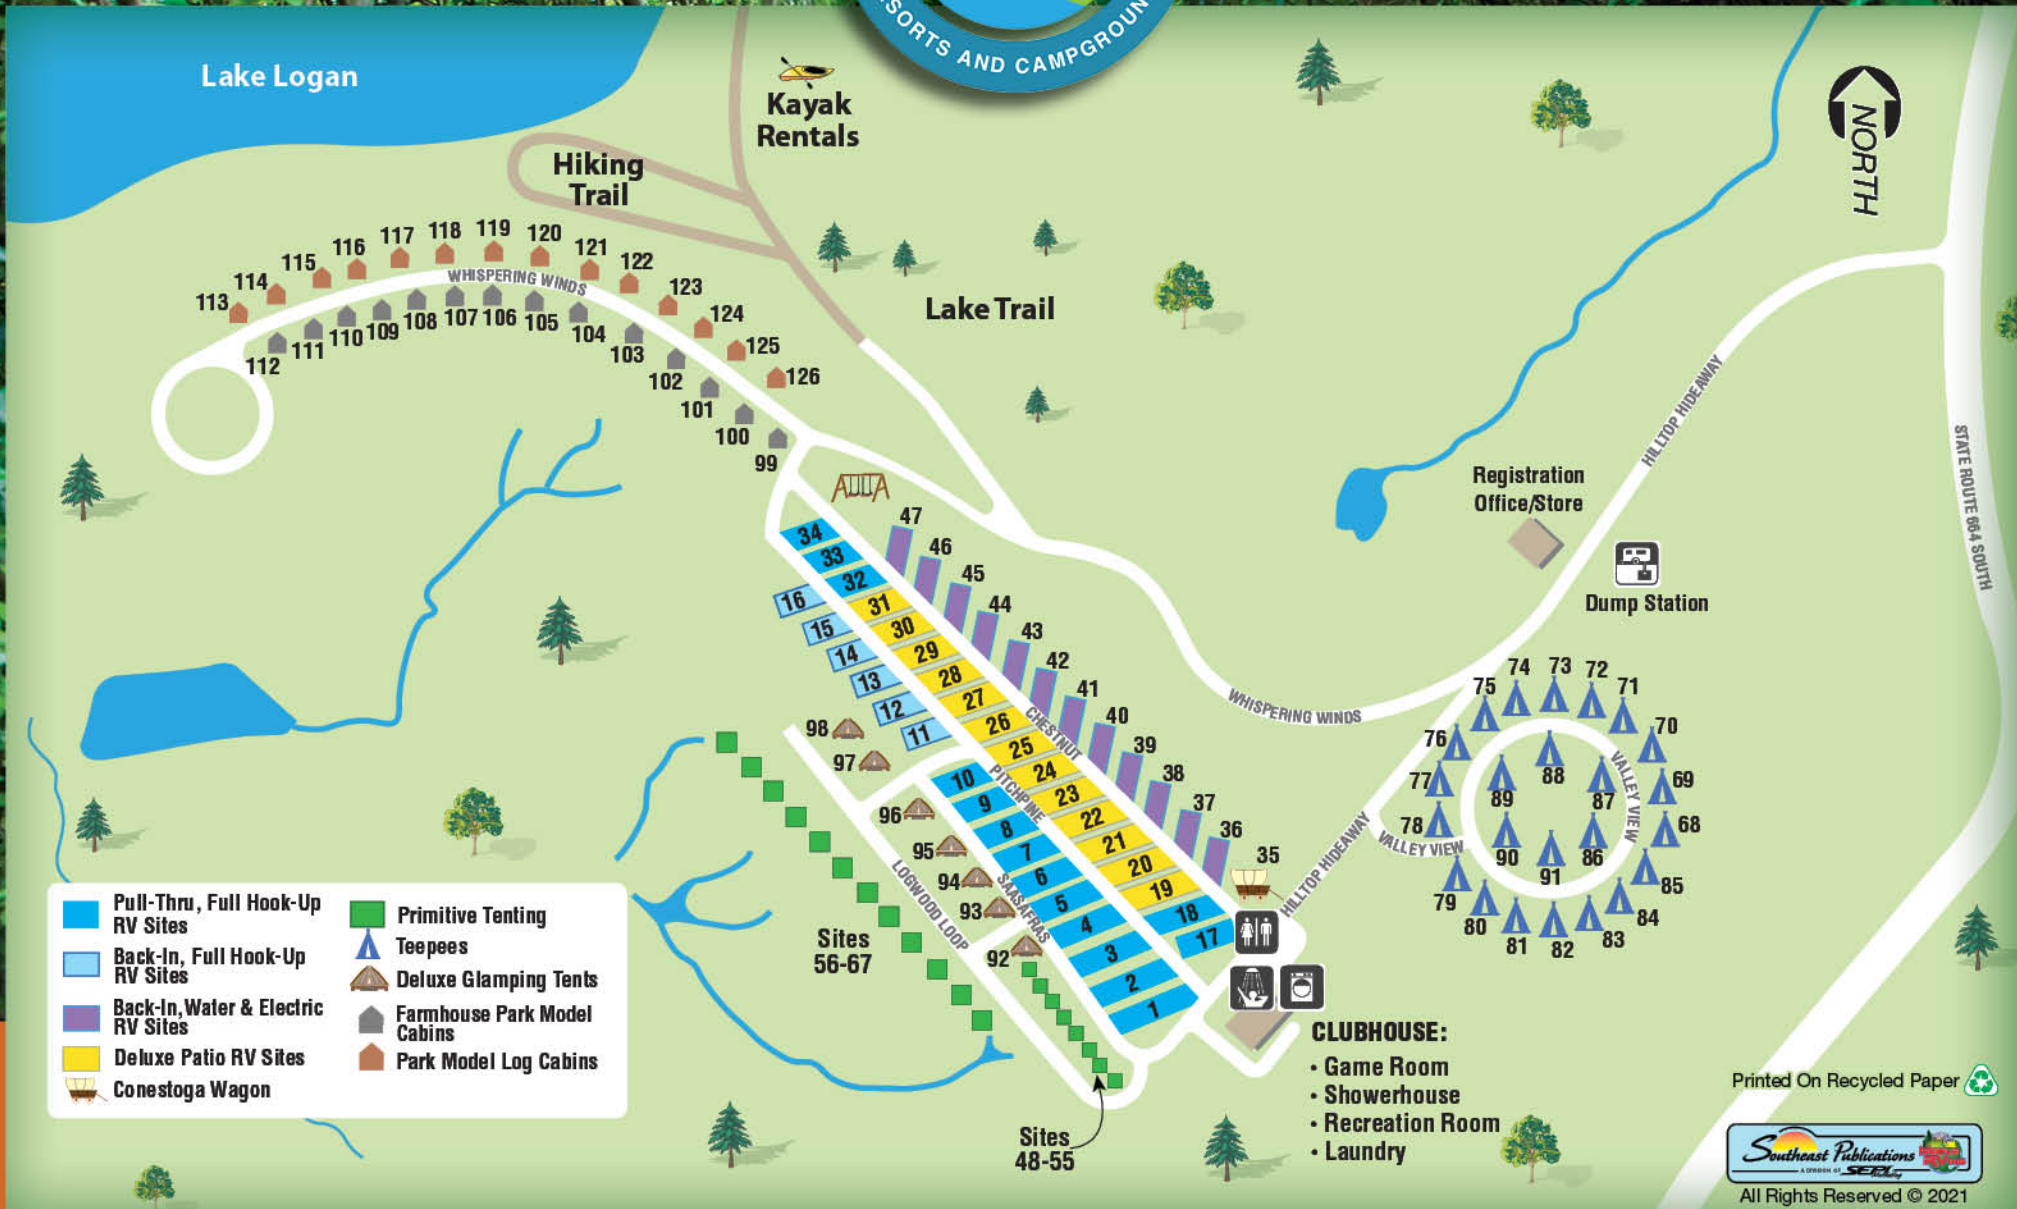 SORTS AND CAMPGROUN
Lake Logan
Kayak
Rentals
Hiking
Trail
NORTH
Lake Trail
113
114
115
116
117
118
119
120
121
122
123
124
125
126
WHISPERING WINDS
112
111
110
109
108
107
106
105
104
103
102
101
100
99
HILLTOP HIDEAWAY
STATE ROUTE 664 SOUTH
Registration
Office/Store
Dump Station
WHISPERING WINDS
47
46
45
44
43
42
41
40
39
38
37
36
35
34
33
32
31
30
29
28
27
26
25
24
23
22
21
20
19
18
17
CHESTNUT
PITCHPINE
16
15
14
13
12
11
10
9
8
7
6
5
4
3
2
1
SAASAFRAS
LOGWOOD LOOP
98
97
96
95
94
93
92
HILLTOP HIDEAWAY
VALLEY VIEW
VALLEY VIEW
74
73
72
71
75
70
76
69
77
68
78
88
89
87
90
91
86
85
79
84
80
81
82
83
Sites
56-67
Sites
48-55
Pull-Thru, Full Hook-Up
RV Sites
Back-In, Full Hook-Up
RV Sites
Back-In,Water & Electric
RV Sites
Deluxe Patio RV Sites
Conestoga Wagon
Primitive Tenting
Teepees
Deluxe Glamping Tents
Farmhouse Park Model
Cabins
Park Model Log Cabins
CLUBHOUSE:
• Game Room
• Showerhouse
• Recreation Room
• Laundry
Printed On Recycled Paper
Southeast Publications
A DIVISION OF SEPI
All Rights Reserved © 2021